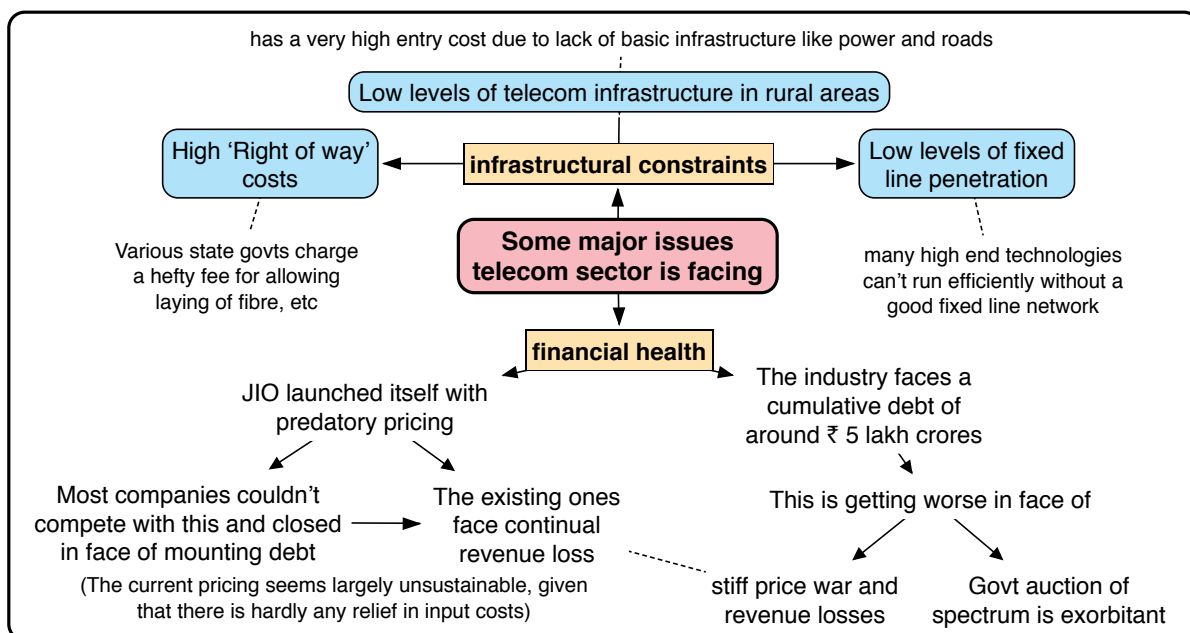 has a very high entry cost due to lack of basic infrastructure like power and roads
Low levels of telecom infrastructure in rural areas
High ‘Right of way’
costs
infrastructural constraints
Low levels of fixed
line penetration
Various state govts charge
a hefty fee for allowing
laying of fibre, etc
Some major issues
telecom sector is facing
many high end technologies
can’t run efficiently without a
good fixed line network
financial health
JIO launched itself with
predatory pricing
The industry faces a
cumulative debt of
around ₹ 5 lakh crores
Most companies couldn’t
compete with this and closed
in face of mounting debt
The existing ones
face continual
revenue loss
This is getting worse in face of
(The current pricing seems largely unsustainable, given
that there is hardly any relief in input costs)
stiff price war and
revenue losses
Govt auction of
spectrum is exorbitant